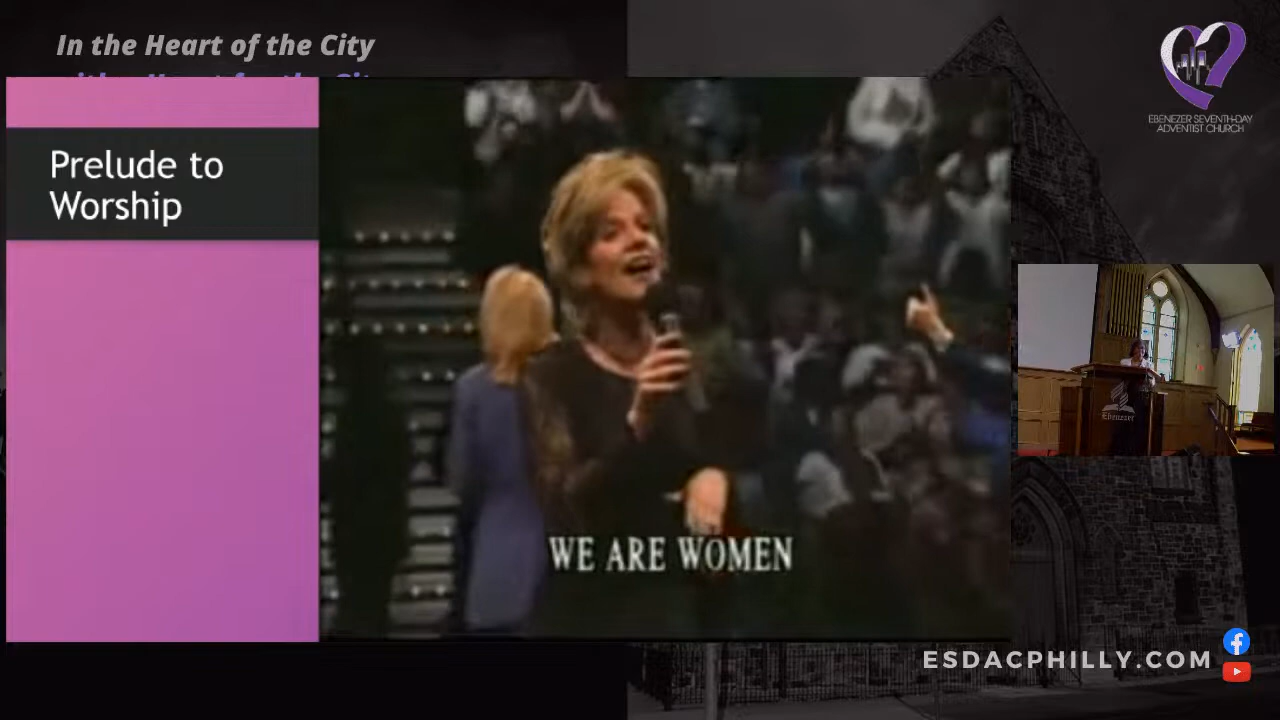 In the Heart of the City
Prelude to
Worship
WE ARE WOMEN
EBENEZER SEVENTH-DAY
ADVENTIST CHURCH
Ebenezer
ESDACPHILLY.COM